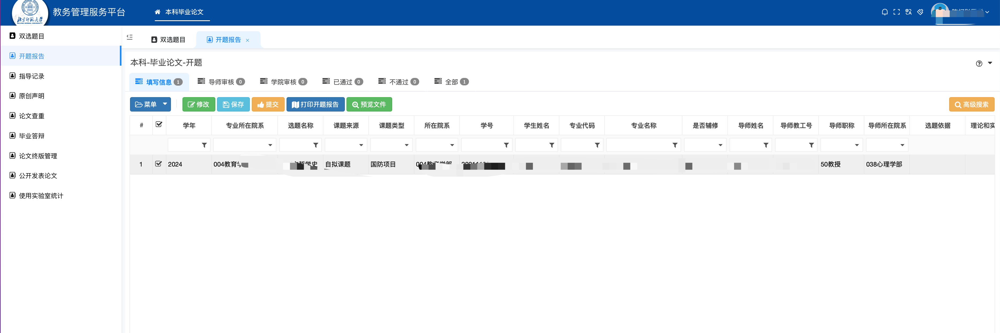 北京师范大学
BEIJING NORMAL UNIVERSITY
教务管理服务平台
本科毕业论文
双选题目
开题报告
指导记录
原创声明
论文查重
毕业答辩
论文终版管理
公开发表论文
使用实验室统计
双选题目
开题报告
本科-毕业论文-开题
填写信息 1 导师审核 0 学院审核 0 已通过 0 不通过 0 全部 1
菜单 修改 保存 提交 打印开题报告 预览文件 高级搜索
# 学年 专业所在院系 选题名称 课题来源 课题类型 所在院系 学号 学生姓名 专业代码 专业名称 是否辅修 导师姓名 导师教工号 导师职称 导师所在院系 选题依据 理论和实
1 2024 004教育 哲学史 自拟课题 国防项目 50教授 038心理学部